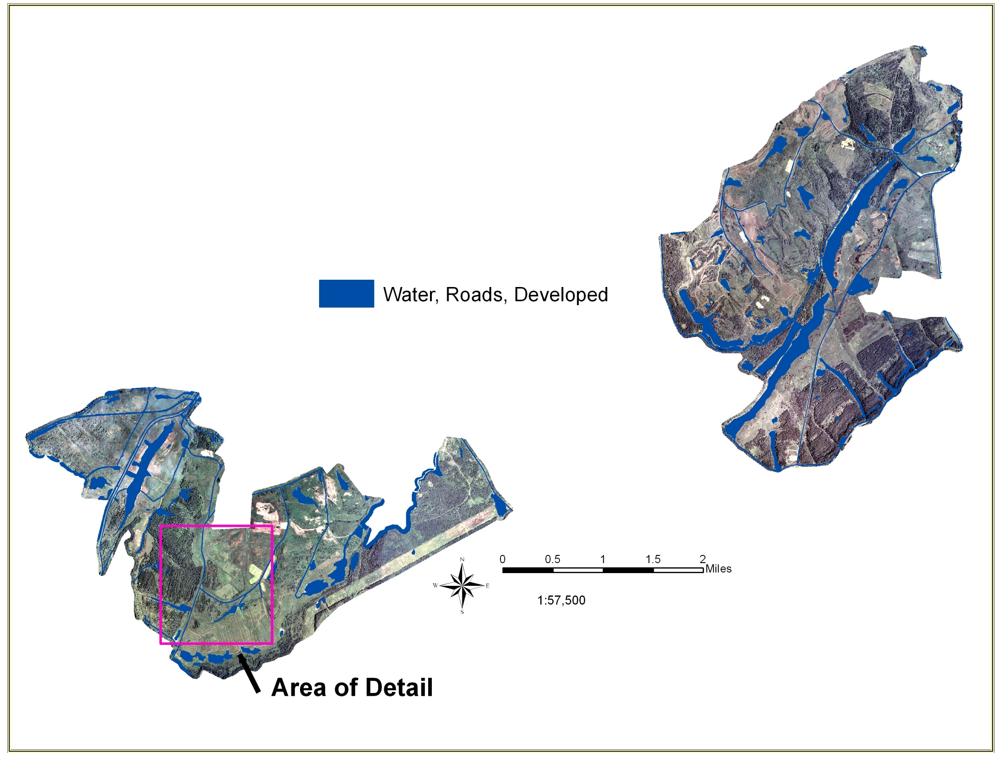 Water, Roads, Developed
N
W E
S
0 0.5 1 1.5 2
Miles
1:57,500
Area of Detail